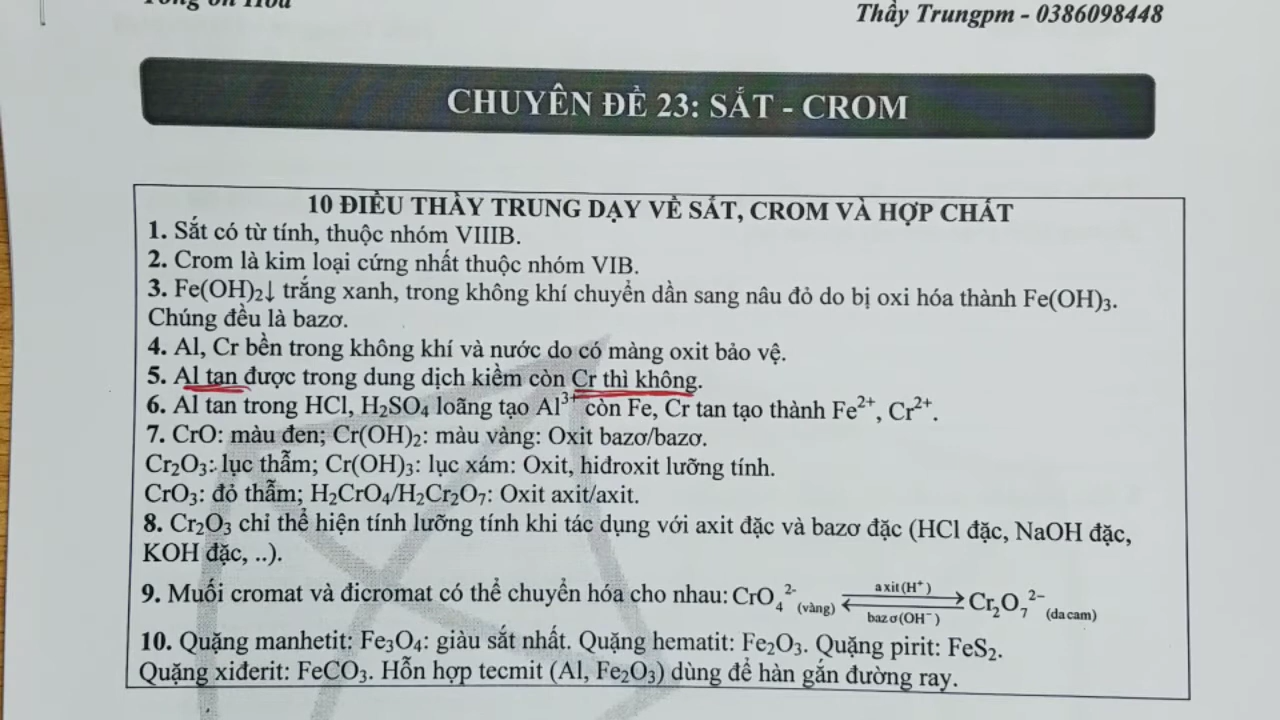 Tổng ôn Hóa
Thầy Trungpm - 0386098448
CHUYÊN ĐỀ 23: SẮT - CROM
10 ĐIỀU THẦY TRUNG DẠY VỀ SẮT, CROM VÀ HỢP CHẤT
1. Sắt có từ tính, thuộc nhóm VIIIB.
2. Crom là kim loại cứng nhất thuộc nhóm VIB.
3. Fe(OH)₂↓ trắng xanh, trong không khí chuyển dần sang nâu đỏ do bị oxi hóa thành Fe(OH)₃.
Chúng đều là bazơ.
4. Al, Cr bền trong không khí và nước do có màng oxit bảo vệ.
5. Al tan được trong dung dịch kiềm còn Cr thì không.
6. Al tan trong HCl, H₂SO₄ loãng tạo Al³⁺ còn Fe, Cr tan tạo thành Fe²⁺, Cr²⁺.
7. CrO: màu đen; Cr(OH)₂: màu vàng: Oxit bazơ/bazơ.
Cr₂O₃: lục thẫm; Cr(OH)₃: lục xám: Oxit, hiđroxit lưỡng tính.
CrO₃: đỏ thẫm; H₂CrO₄/H₂Cr₂O₇: Oxit axit/axit.
8. Cr₂O₃ chỉ thể hiện tính lưỡng tính khi tác dụng với axit đặc và bazơ đặc (HCl đặc, NaOH đặc,
KOH đặc, ..).
9. Muối cromat và đicromat có thể chuyển hóa cho nhau: CrO₄²⁻ (vàng) axit(H⁺) ⇌ bazơ(OH⁻) Cr₂O₇²⁻ (da cam)
10. Quặng manhetit: Fe₃O₄: giàu sắt nhất. Quặng hematit: Fe₂O₃. Quặng pirit: FeS₂.
Quặng xiđerit: FeCO₃. Hỗn hợp tecmit (Al, Fe₂O₃) dùng để hàn gắn đường ray.